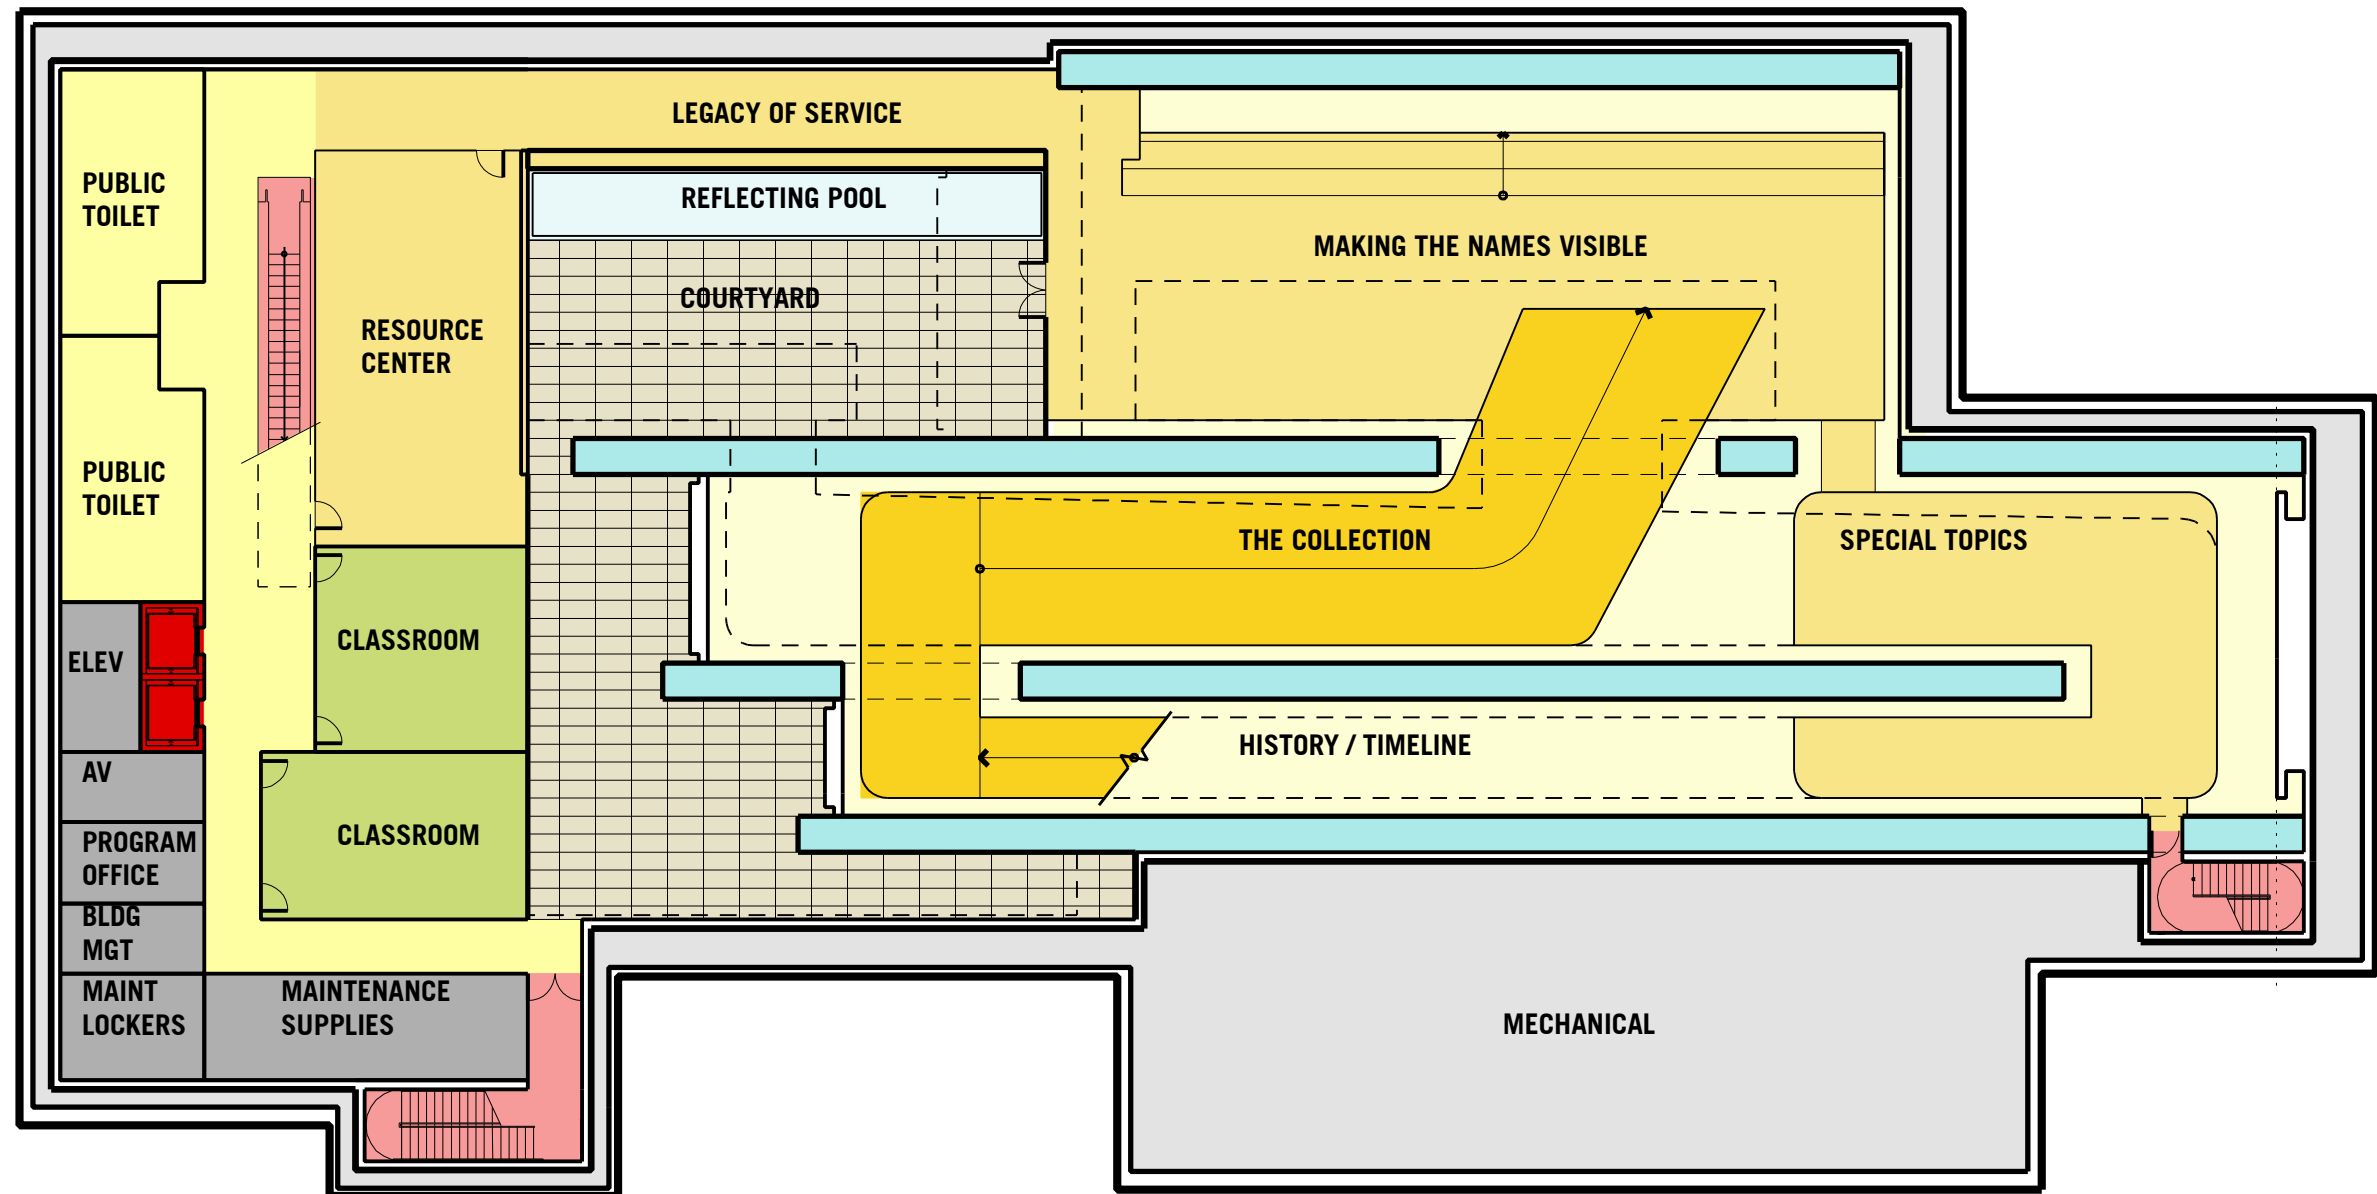 LEGACY OF SERVICE
PUBLIC
TOILET
REFLECTING POOL
MAKING THE NAMES VISIBLE
COURTYARD
RESOURCE
CENTER
PUBLIC
TOILET
THE COLLECTION
SPECIAL TOPICS
CLASSROOM
ELEV
HISTORY / TIMELINE
AV
CLASSROOM
PROGRAM
OFFICE
BLDG
MGT
MAINT
LOCKERS
MAINTENANCE
SUPPLIES
MECHANICAL